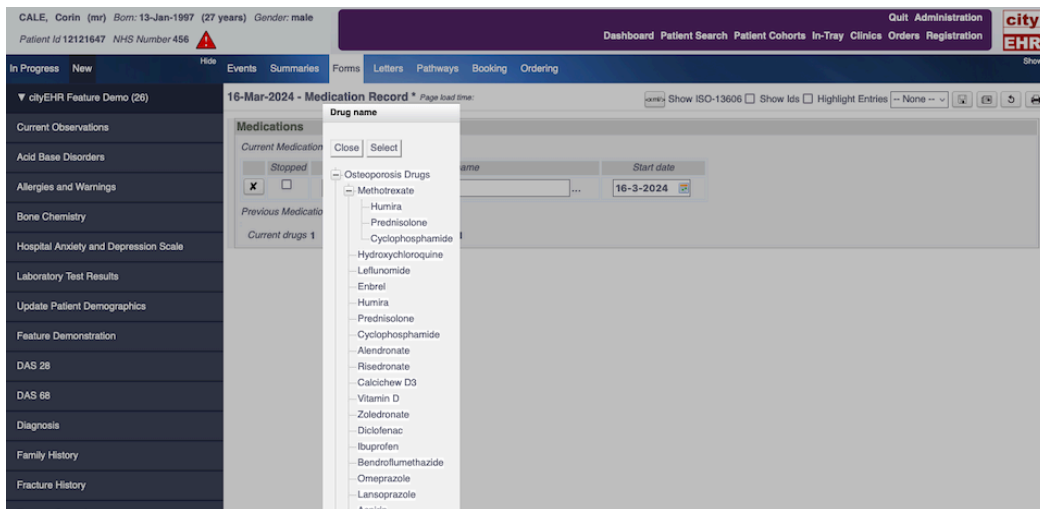 CALE, Corin (mr) Born: 13-Jan-1997 (27 years) Gender: male
Patient Id 12121647 NHS Number 456
Quit Administration
Dashboard Patient Search Patient Cohorts In-Tray Clinics Orders Registration
city
EHR
In Progress New Hide
Events Summaries Forms Letters Pathways Booking Ordering
Show
▼ cityEHR Feature Demo (26)
Current Observations
Acid Base Disorders
Allergies and Warnings
Bone Chemistry
Hospital Anxiety and Depression Scale
Laboratory Test Results
Update Patient Demographics
Feature Demonstration
DAS 28
DAS 68
Diagnosis
Family History
Fracture History
16-Mar-2024 - Medication Record * Page load time:
Show ISO-13606 Show Ids Highlight Entries -- None --
Medications
Current Medication
Stopped ame Start date
✘ ... 16-3-2024
Previous Medicatio
Current drugs 1
Drug name
Close Select
Osteoporosis Drugs
Methotrexate
Humira
Prednisolone
Cyclophosphamide
Hydroxychloroquine
Leflunomide
Enbrel
Humira
Prednisolone
Cyclophosphamide
Alendronate
Risedronate
Calcichew D3
Vitamin D
Zoledronate
Diclofenac
Ibuprofen
Bendroflumethazide
Omeprazole
Lansoprazole